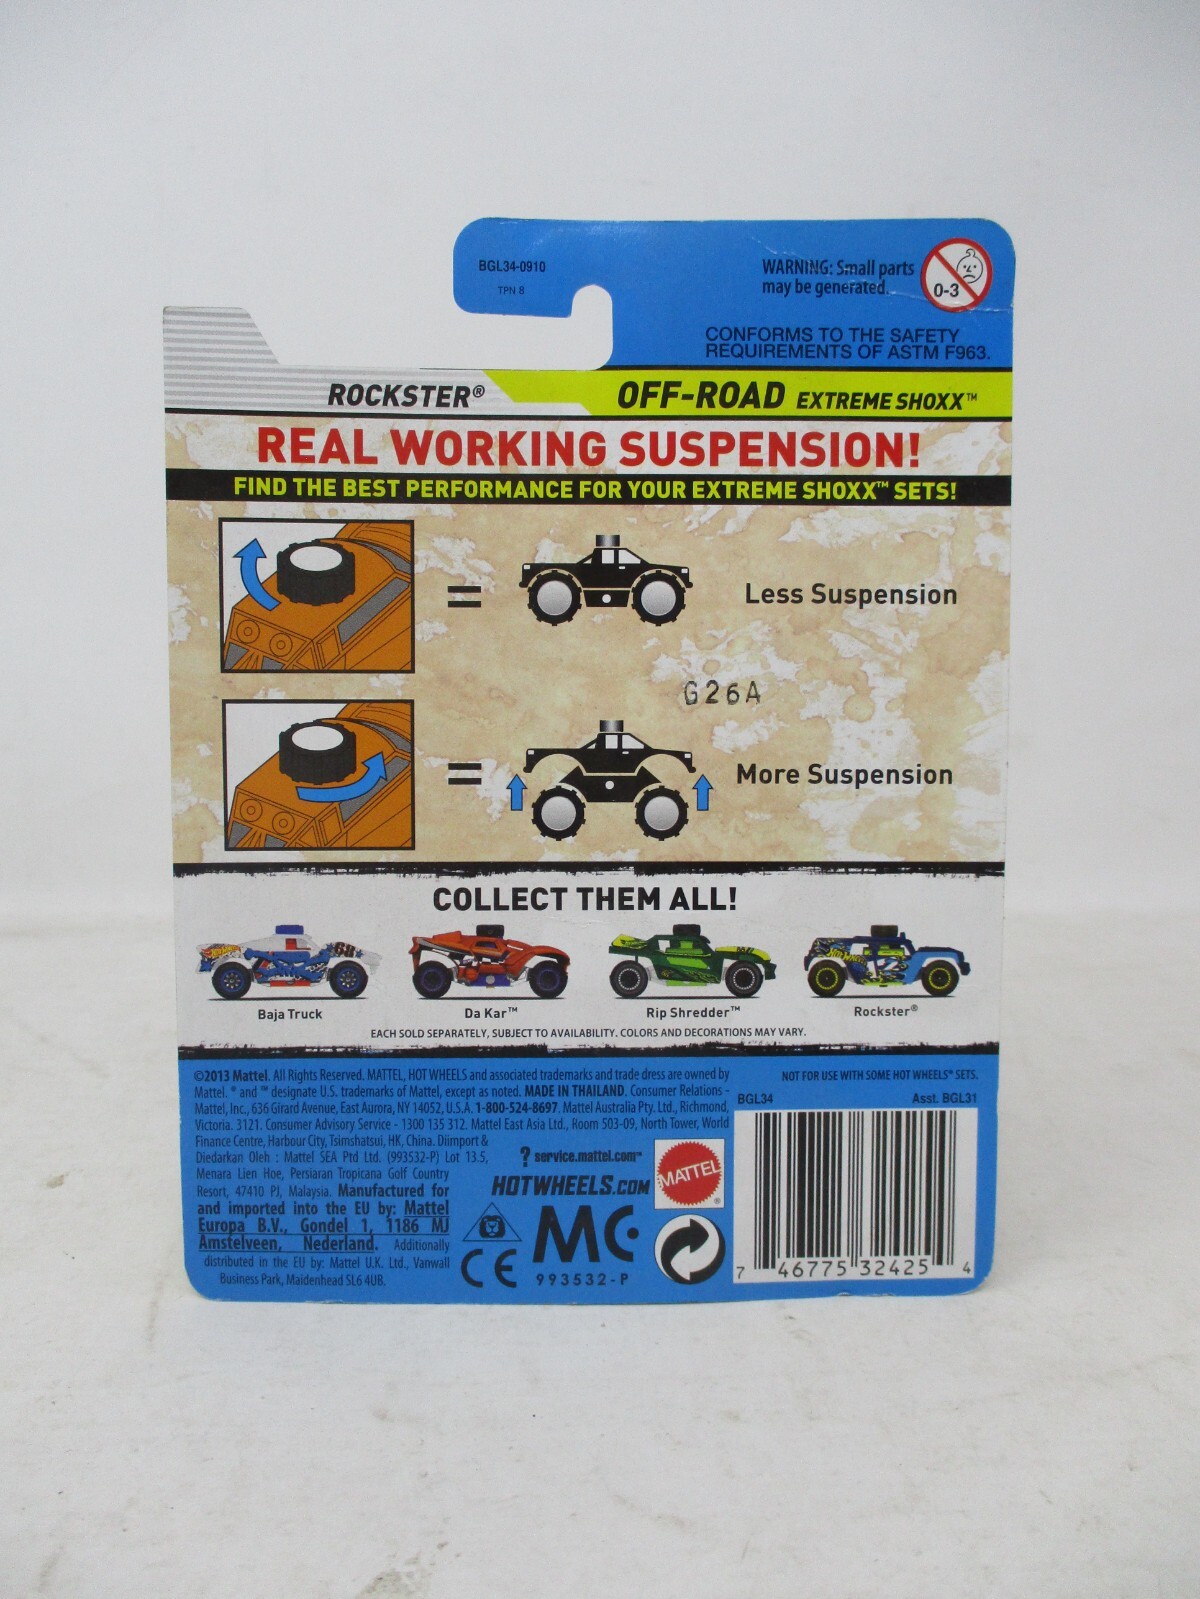 BGL34-0910
TPN 8
WARNING: Small parts
may be generated.
0-3
CONFORMS TO THE SAFETY
REQUIREMENTS OF ASTM F963.
ROCKSTER®
OFF-ROAD EXTREME SHOXX™
REAL WORKING SUSPENSION!
FIND THE BEST PERFORMANCE FOR YOUR EXTREME SHOXX™ SETS!
= Less Suspension
G26A
= More Suspension
COLLECT THEM ALL!
68
Baja Truck
Da Kar™
Rip Shredder™
Rockster®
EACH SOLD SEPARATELY, SUBJECT TO AVAILABILITY. COLORS AND DECORATIONS MAY VARY.
©2013 Mattel. All Rights Reserved. MATTEL, HOT WHEELS and associated trademarks and trade dress are owned by
Mattel. ® and ™ designate U.S. trademarks of Mattel, except as noted. MADE IN THAILAND. Consumer Relations -
Mattel, Inc., 636 Girard Avenue, East Aurora, NY 14052, U.S.A. 1-800-524-8697. Mattel Australia Pty. Ltd., Richmond,
Victoria. 3121. Consumer Advisory Service - 1300 135 312. Mattel East Asia Ltd., Room 503-09, North Tower, World
Finance Centre, Harbour City, Tsimshatsui, HK, China. Diimport &
Diedarkan Oleh : Mattel SEA Ptd Ltd. (993532-P) Lot 13.5,
Menara Lien Hoe, Persiaran Tropicana Golf Country
Resort, 47410 PJ, Malaysia. Manufactured for
and imported into the EU by: Mattel
Europa B.V., Gondel 1, 1186 MJ
Amstelveen, Nederland. Additionally
distributed in the EU by: Mattel U.K. Ltd., Vanwall
Business Park, Maidenhead SL6 4UB.
? service.mattel.com™
HOTWHEELS.COM
MATTEL
®
CE
MC
993532-P
NOT FOR USE WITH SOME HOT WHEELS® SETS.
BGL34
Asst. BGL31
7 46775 32425 4